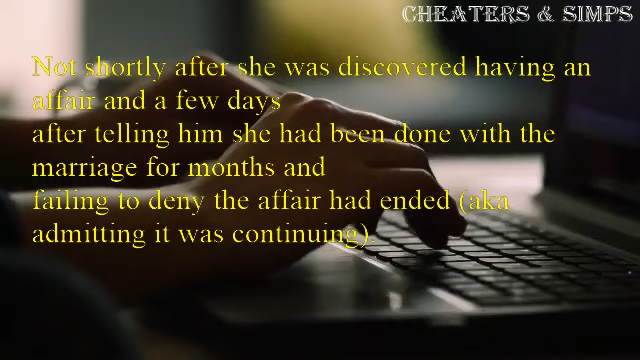 CHEATERS & SIMPS
Not shortly after she was discovered having an
affair and a few days
after telling him she had been done with the
marriage for months and
failing to deny the affair had ended (aka
admitting it was continuing).